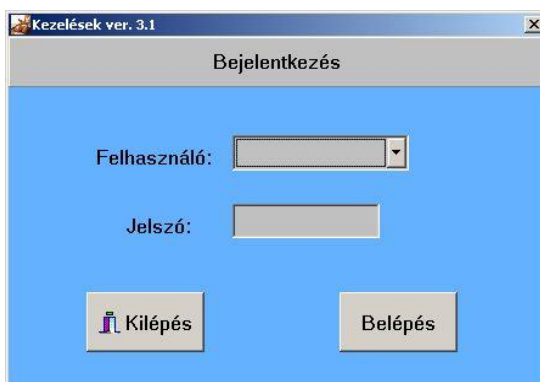 Kezelések ver. 3.1
Bejelentkezés
Felhasználó:
Jelszó:
Kilépés
Belépés